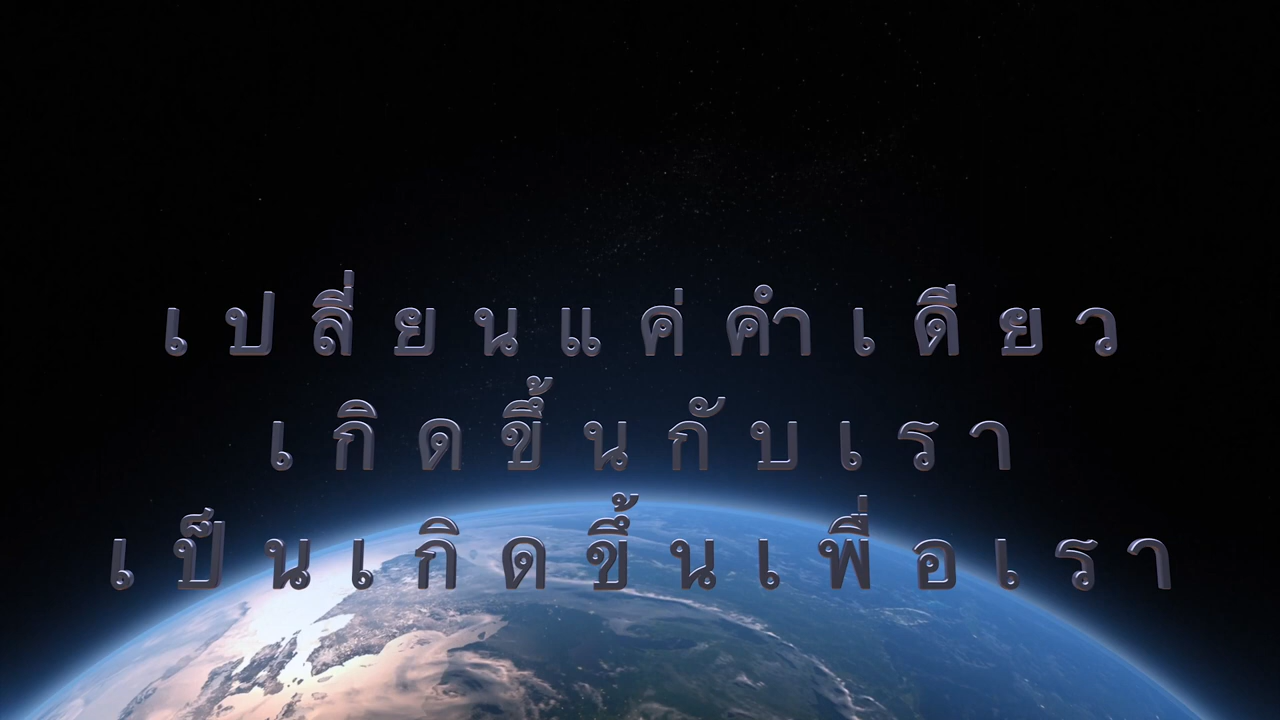 เปลี่ยนแค่คำเดียว
เกิดขึ้นกับเรา
เป็นเกิดขึ้นเพื่อเรา